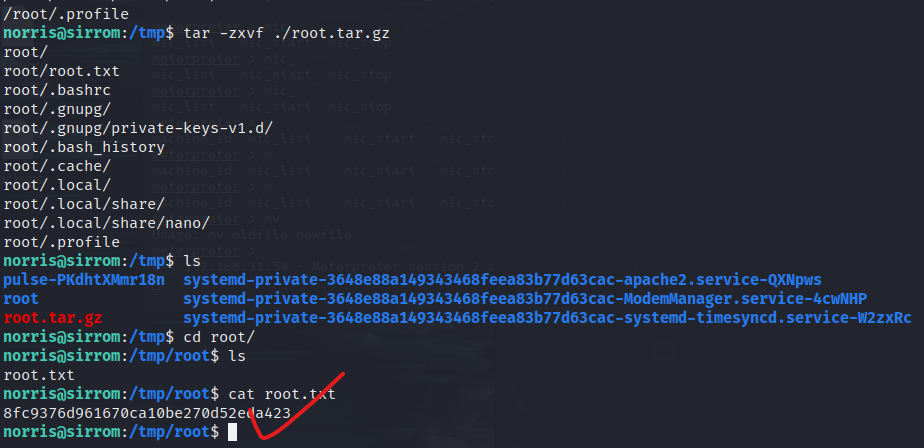 /root/.profile
norris@sirrom:/tmp$ tar -zxvf ./root.tar.gz
root/
root/root.txt
root/.bashrc
root/.gnupg/
root/.gnupg/private-keys-v1.d/
root/.bash_history
root/.cache/
root/.local/
root/.local/share/
root/.local/share/nano/
root/.profile
norris@sirrom:/tmp$ ls
pulse-PKdhtXMmr18n systemd-private-3648e88a149343468feea83b77d63cac-apache2.service-QXNpws
root systemd-private-3648e88a149343468feea83b77d63cac-ModemManager.service-4cwNHP
root.tar.gz systemd-private-3648e88a149343468feea83b77d63cac-systemd-timesyncd.service-W2zxRc
norris@sirrom:/tmp$ cd root/
norris@sirrom:/tmp/root$ ls
root.txt
norris@sirrom:/tmp/root$ cat root.txt
8fc9376d961670ca10be270d52eda423
norris@sirrom:/tmp/root$